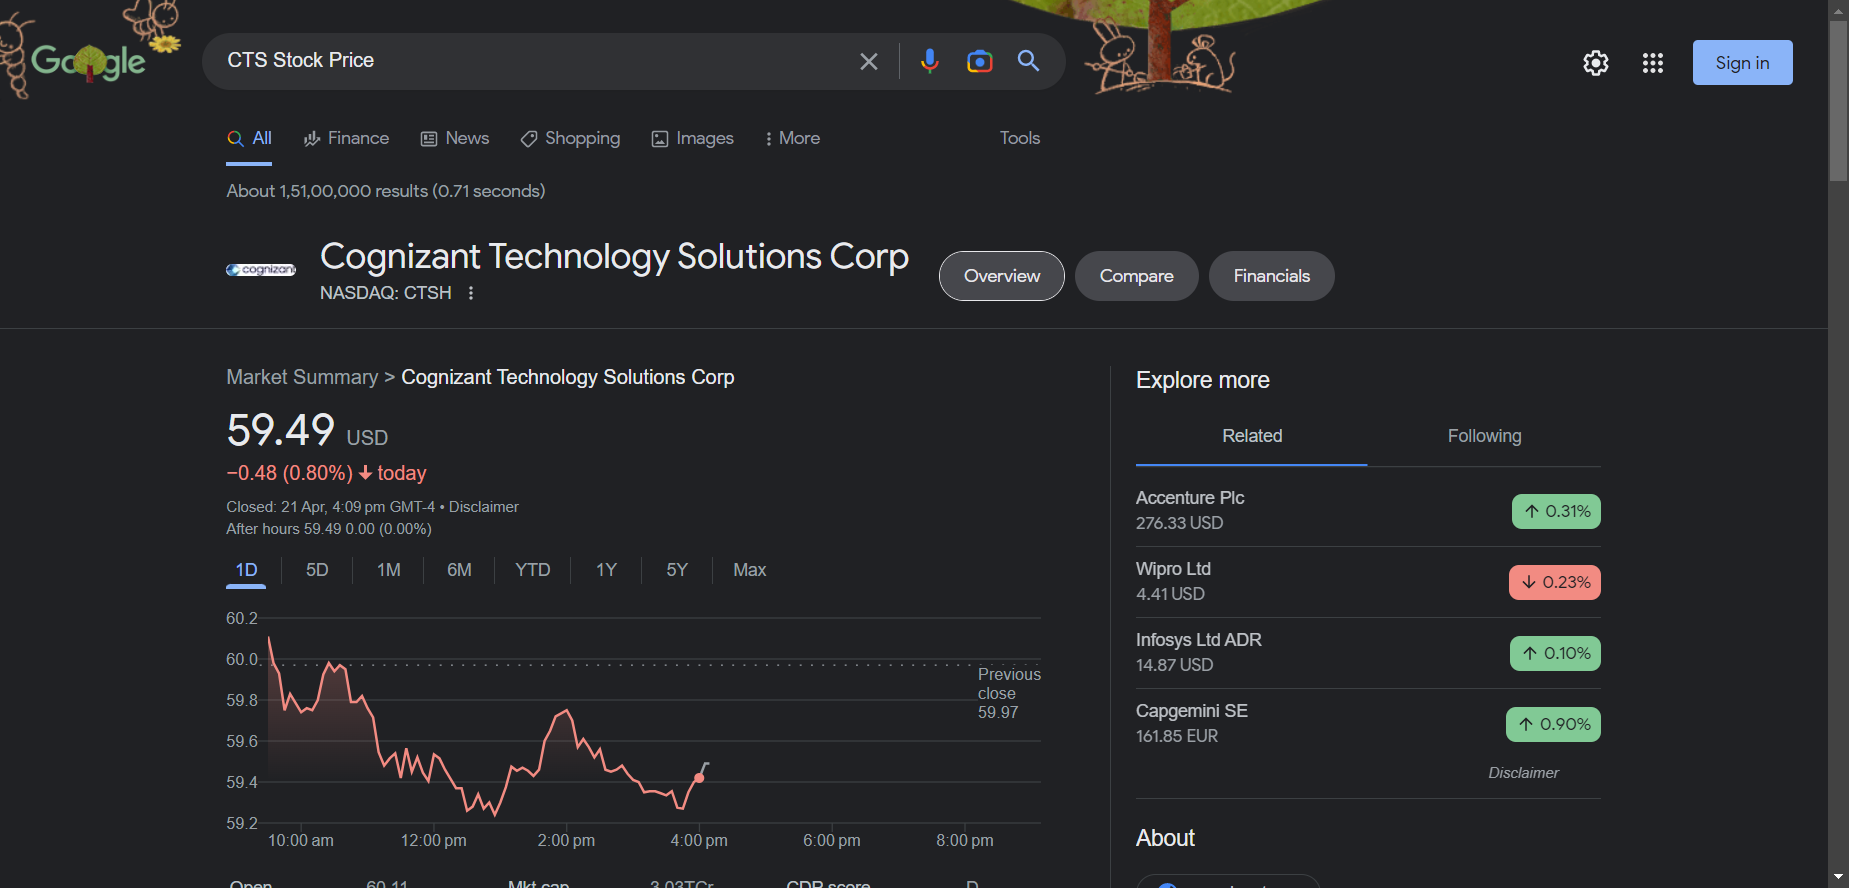 Google
CTS Stock Price
Sign in
All
Finance
News
Shopping
Images
More
Tools
About 1,51,00,000 results (0.71 seconds)
cognizant
Cognizant Technology Solutions Corp
NASDAQ: CTSH
Overview
Compare
Financials
Market Summary > Cognizant Technology Solutions Corp
59.49 USD
−0.48 (0.80%) ↓ today
Closed: 21 Apr, 4:09 pm GMT-4 • Disclaimer
After hours 59.49 0.00 (0.00%)
1D
5D
1M
6M
YTD
1Y
5Y
Max
60.2
60.0
59.8
59.6
59.4
59.2
Previous
close
59.97
10:00 am
12:00 pm
2:00 pm
4:00 pm
6:00 pm
8:00 pm
Open 60.11 Mkt cap 3.03TCr CDP score D
Explore more
Related
Following
Accenture Plc
276.33 USD
↑ 0.31%
Wipro Ltd
4.41 USD
↓ 0.23%
Infosys Ltd ADR
14.87 USD
↑ 0.10%
Capgemini SE
161.85 EUR
↑ 0.90%
Disclaimer
About